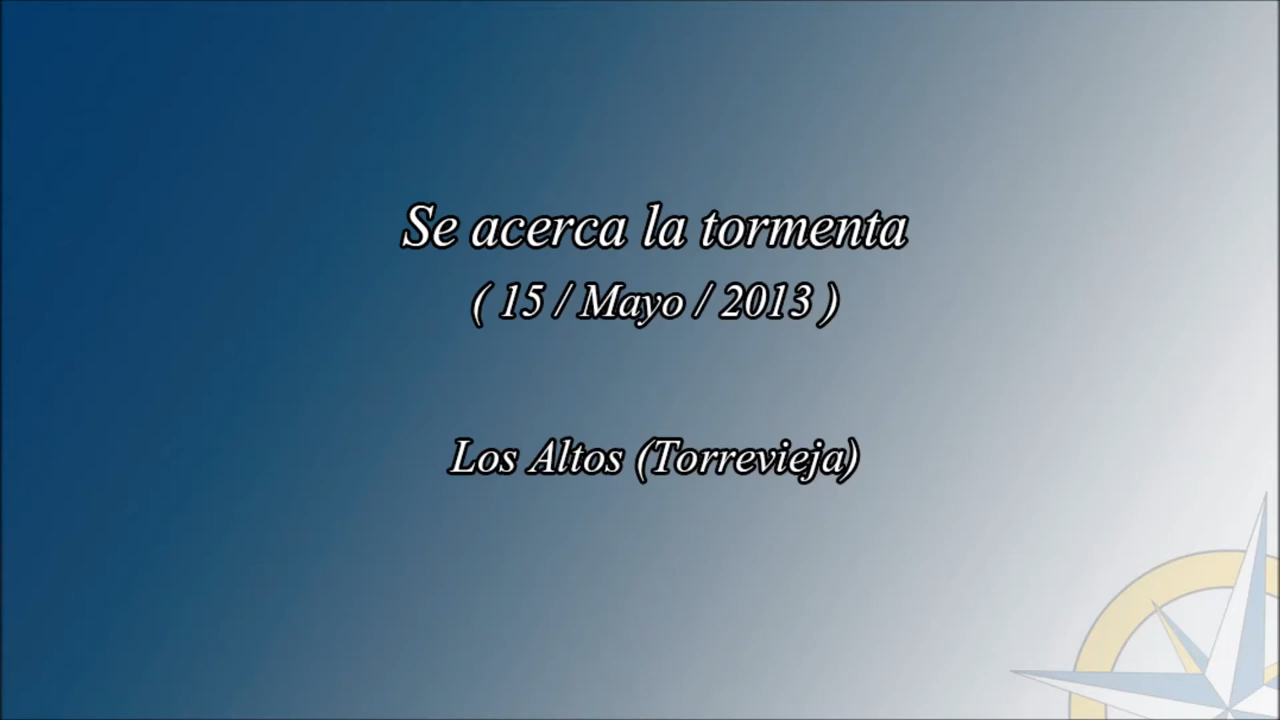 Se acerca la tormenta
( 15 / Mayo / 2013 )
Los Altos (Torrevieja)